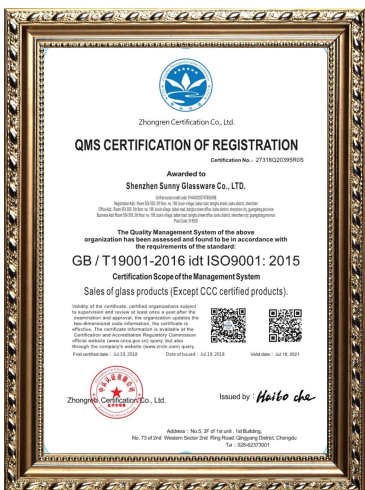 Zhongren Certification Co., Ltd.
QMS CERTIFICATION OF REGISTRATION
Certification No.: 27318Q20395R0S
Awarded to
Shenzhen Sunny Glassware Co., LTD.
The Quality Management System of the above
organization has been assessed and found to be in accordance with
the requirements of the standard:
GB / T19001-2016 idt ISO9001: 2015
Certification Scope of the Management System
Sales of glass products (Except CCC certified products).
Validity of the certificate, certified organizations subject
to supervision and review at least once a year.after the
examination and approval, the organization updates the
two-dimensional code information, the certificate is
effective. The certificate information is available at the
Certification and Accreditation Regulatory Commission
official website (www.cnca.gov.cn) query, but also
through the company's website (www.zrcln.com) query.
First certified date : Jul.19, 2018 Date of Issued : Jul.19, 2018 Valid date : Jul.18, 2021
Zhongren Certification Co., Ltd.
Issued by : Haibo che
Address : No.5, 3F of 1st unit , 1st Building,
No. 73 of 2nd Western Sector 2nd Ring Road, Qingyang District, Chengdu
Tel : 028-62373001